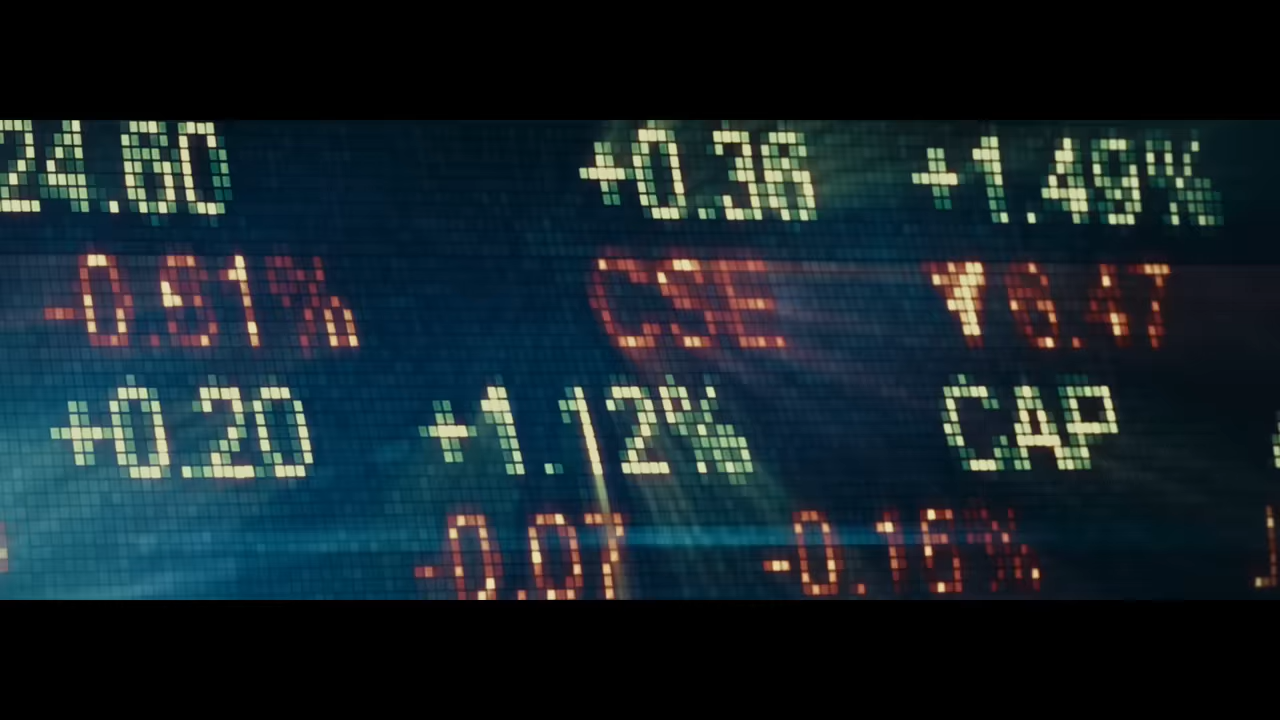 24.60 +0.36 +1.49%
-0.51% CSE ▼6.47
+0.20 +1.12% CAP
-0.07 -0.15%